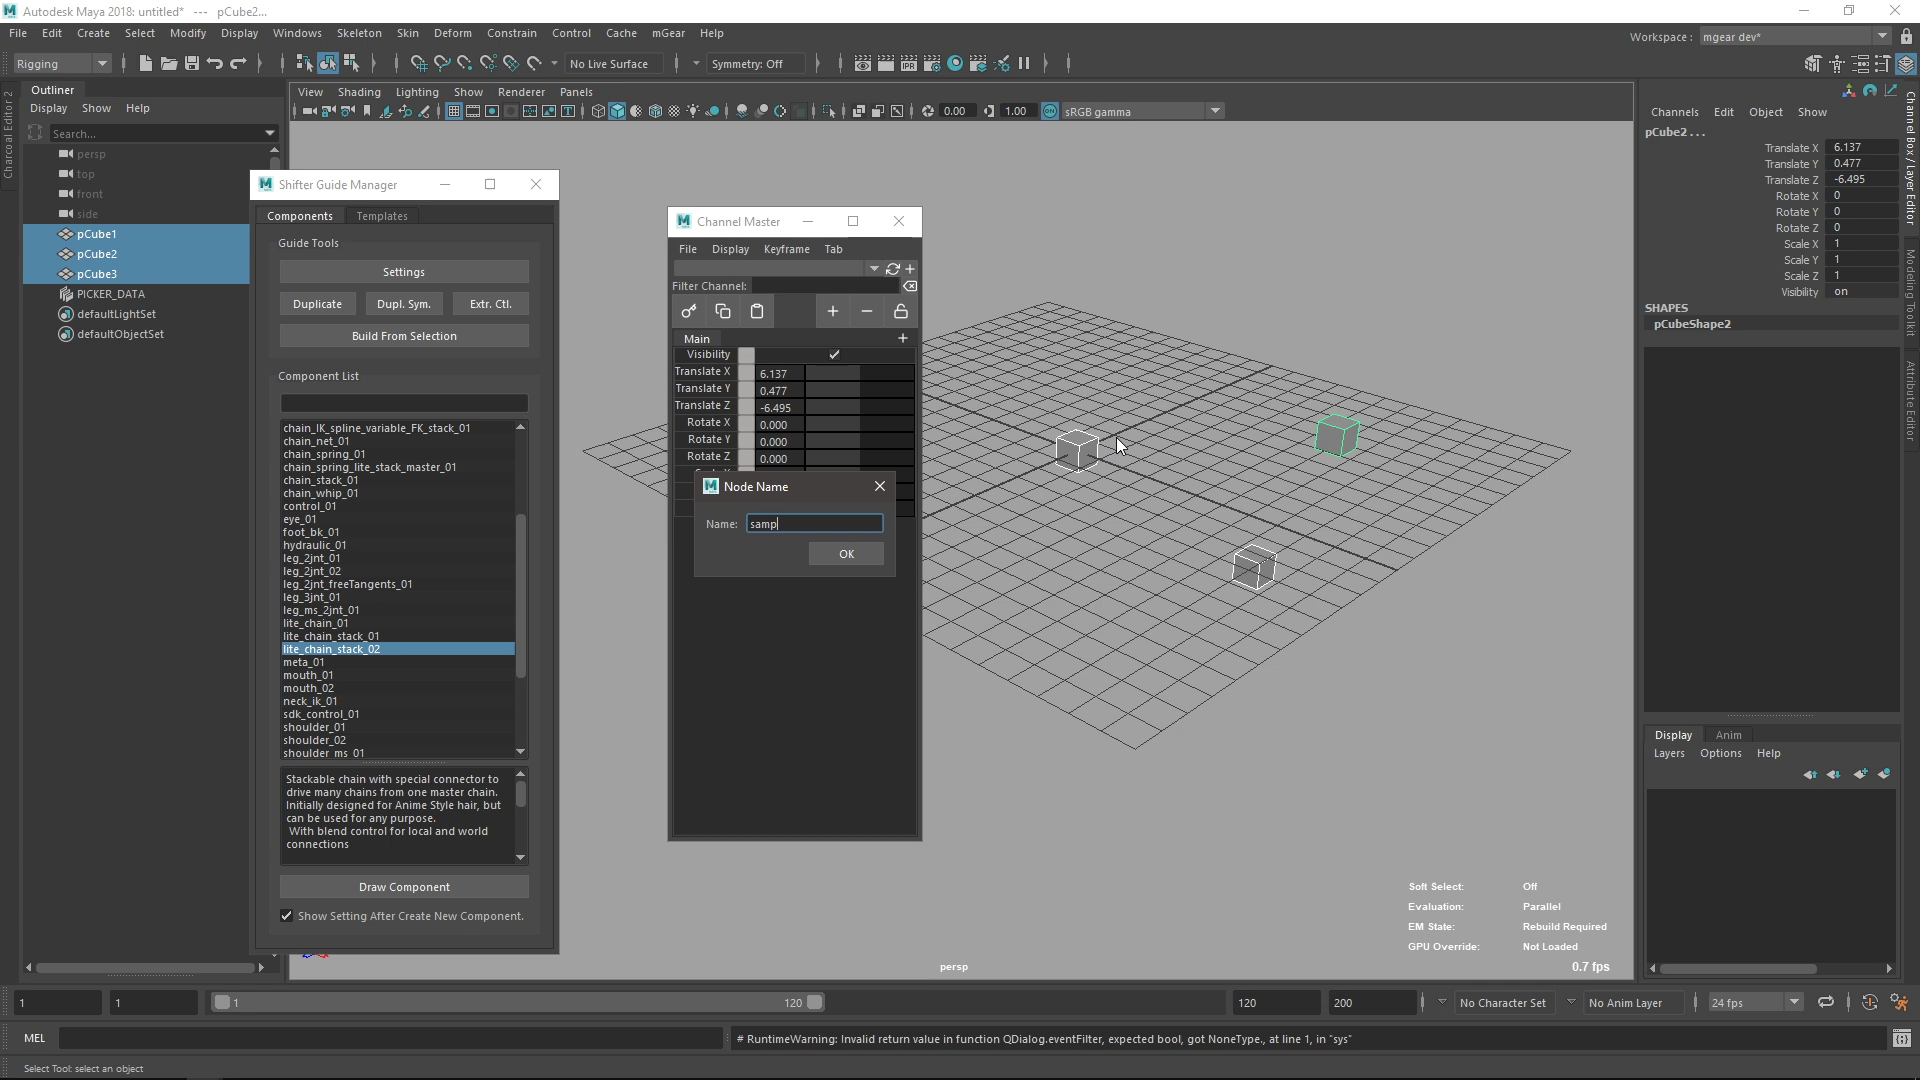 Autodesk Maya 2018: untitled* --- pCube2...
File Edit Create Select Modify Display Windows Skeleton Skin Deform Constrain Control Cache mGear Help
Workspace : mgear dev*
Rigging
No Live Surface
Symmetry: Off
Charcoal Editor 2
Outliner
Display Show Help
Search...
persp
top
front
side
pCube1
pCube2
pCube3
PICKER_DATA
defaultLightSet
defaultObjectSet
View Shading Lighting Show Renderer Panels
0.00 1.00 ON sRGB gamma
Shifter Guide Manager
Components Templates
Guide Tools
Settings
Duplicate Dupl. Sym. Extr. Ctl.
Build From Selection
Component List
chain_IK_spline_variable_FK_stack_01
chain_net_01
chain_spring_01
chain_spring_lite_stack_master_01
chain_stack_01
chain_whip_01
control_01
eye_01
foot_bk_01
hydraulic_01
leg_2jnt_01
leg_2jnt_02
leg_2jnt_freeTangents_01
leg_3jnt_01
leg_ms_2jnt_01
lite_chain_01
lite_chain_stack_01
lite_chain_stack_02
meta_01
mouth_01
mouth_02
neck_ik_01
sdk_control_01
shoulder_01
shoulder_02
shoulder_ms_01
Stackable chain with special connector to
drive many chains from one master chain.
Initially designed for Anime Style hair, but
can be used for any purpose.
With blend control for local and world
connections
Draw Component
Show Setting After Create New Component.
Channel Master
File Display Keyframe Tab
Filter Channel:
Main
Visibility
Translate X 6.137
Translate Y 0.477
Translate Z -6.495
Rotate X 0.000
Rotate Y 0.000
Rotate Z 0.000
Node Name
Name: samp
OK
Soft Select: Off
Evaluation: Parallel
EM State: Rebuild Required
GPU Override: Not Loaded
0.7 fps
persp
Channels Edit Object Show
pCube2 . . .
Translate X 6.137
Translate Y 0.477
Translate Z -6.495
Rotate X 0
Rotate Y 0
Rotate Z 0
Scale X 1
Scale Y 1
Scale Z 1
Visibility on
SHAPES
pCubeShape2
Channel Box / Layer Editor
Modeling Toolkit
Attribute Editor
Display Anim
Layers Options Help
1 1 1 120 120 200 No Character Set No Anim Layer 24 fps
MEL
# RuntimeWarning: Invalid return value in function QDialog.eventFilter, expected bool, got NoneType., at line 1, in "sys"
Select Tool: select an object